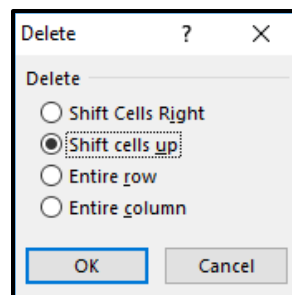 Delete ?
Delete
Shift Cells Right
Shift cells up
Entire row
Entire column
OK Cancel